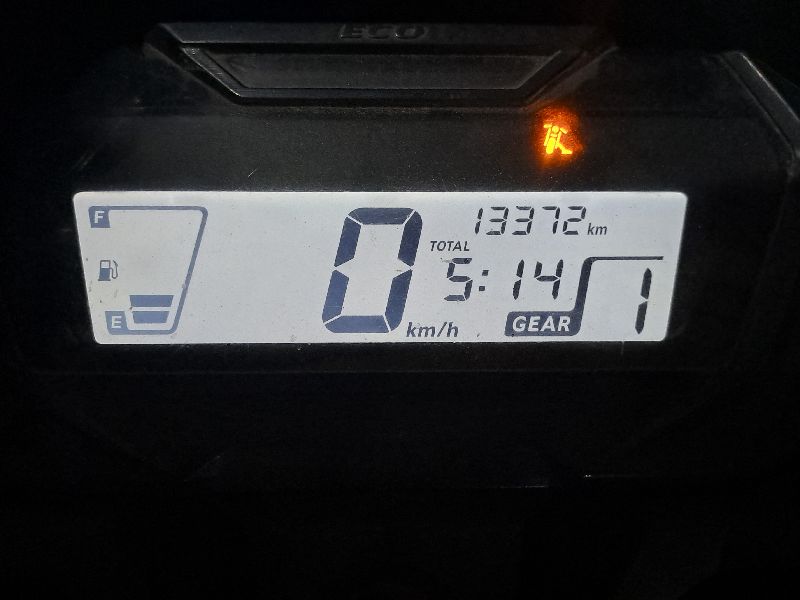 ECO
F
13372 km
TOTAL
0 km/h
5:14
E
GEAR 1